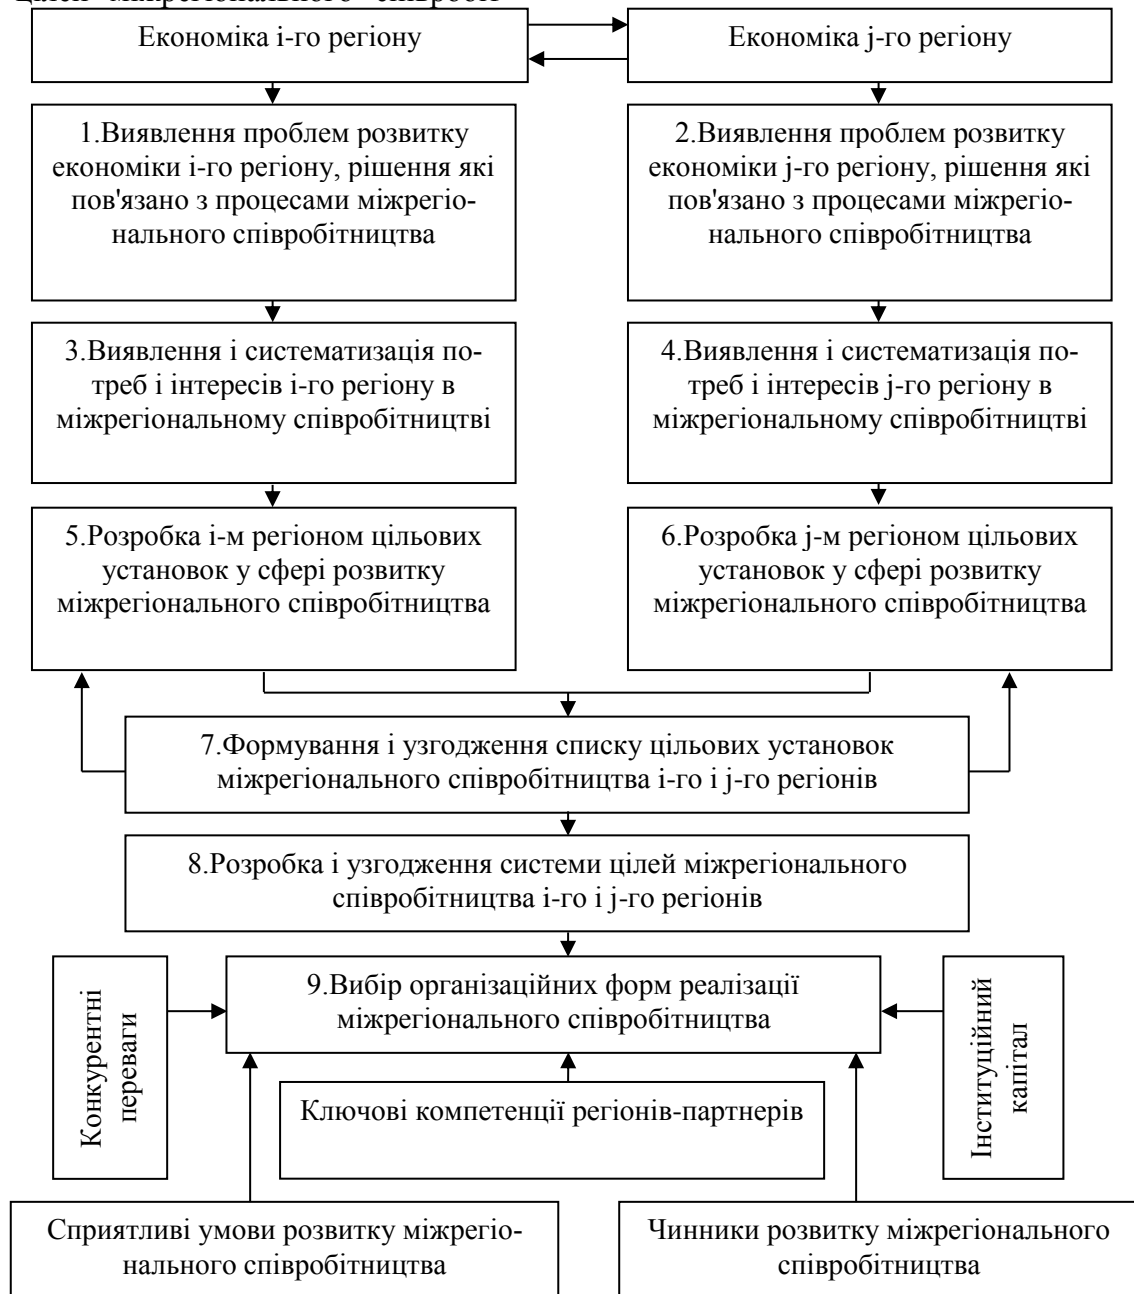 цілей міжрегіонального співробіт-
Економіка і-го регіону
Економіка j-го регіону
1.Виявлення проблем розвитку
економіки і-го регіону, рішення які
пов'язано з процесами міжрегіо-
нального співробітництва
2.Виявлення проблем розвитку
економіки j-го регіону, рішення які
пов'язано з процесами міжрегіо-
нального співробітництва
3.Виявлення і систематизація по-
треб і інтересів і-го регіону в
міжрегіональному співробітництві
4.Виявлення і систематизація по-
треб і інтересів j-го регіону в
міжрегіональному співробітництві
5.Розробка і-м регіоном цільових
установок у сфері розвитку
міжрегіонального співробітництва
6.Розробка j-м регіоном цільових
установок у сфері розвитку
міжрегіонального співробітництва
7.Формування і узгодження списку цільових установок
міжрегіонального співробітництва і-го і j-го регіонів
8.Розробка і узгодження системи цілей міжрегіонального
співробітництва і-го і j-го регіонів
Конкурентні
переваги
9.Вибір організаційних форм реалізації
міжрегіонального співробітництва
Інституційний
капітал
Ключові компетенції регіонів-партнерів
Сприятливі умови розвитку міжрегіо-
нального співробітництва
Чинники розвитку міжрегіонального
співробітництва